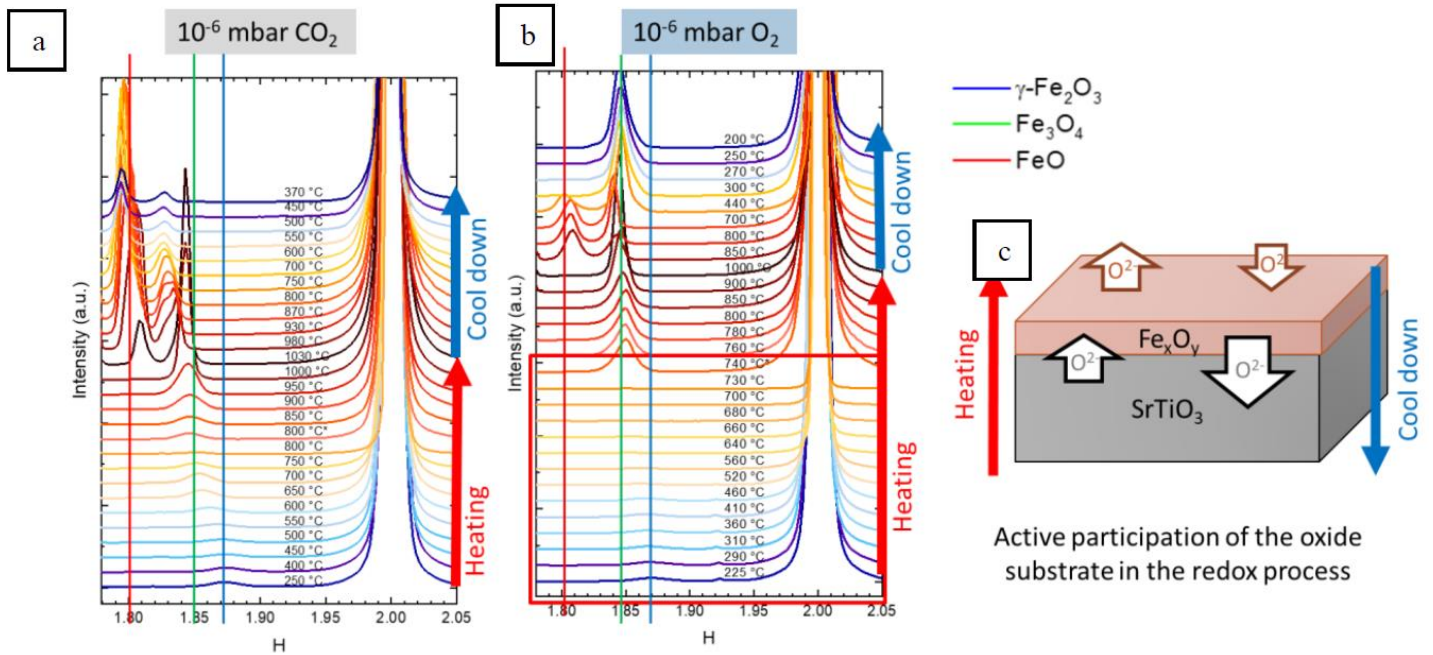 a
10⁻⁶ mbar CO₂
Intensity (a.u.)
370 °C
450 °C
500 °C
550 °C
600 °C
700 °C
750 °C
800 °C
870 °C
930 °C
980 °C
1030 °C
1000 °C
950 °C
900 °C
850 °C
800 °C*
800 °C
750 °C
700 °C
650 °C
600 °C
550 °C
500 °C
450 °C
400 °C
250 °C
Cool down
Heating
1.80 1.85 1.90 1.95 2.00 2.05
H
b
10⁻⁶ mbar O₂
Intensity (a.u.)
200 °C
250 °C
270 °C
300 °C
440 °C
700 °C
800 °C
850 °C
1000 °C
900 °C
850 °C
800 °C
780 °C
760 °C
740 °C*
730 °C
700 °C
680 °C
660 °C
640 °C
560 °C
520 °C
460 °C
410 °C
360 °C
310 °C
290 °C
225 °C
Cool down
Heating
1.80 1.85 1.90 1.95 2.00 2.05
H
γ-Fe₂O₃
Fe₃O₄
FeO
c
O²⁻ O²⁻
FeₓOᵧ
O²⁻ O²⁻
SrTiO₃
Heating
Cool down
Active participation of the oxide
substrate in the redox process